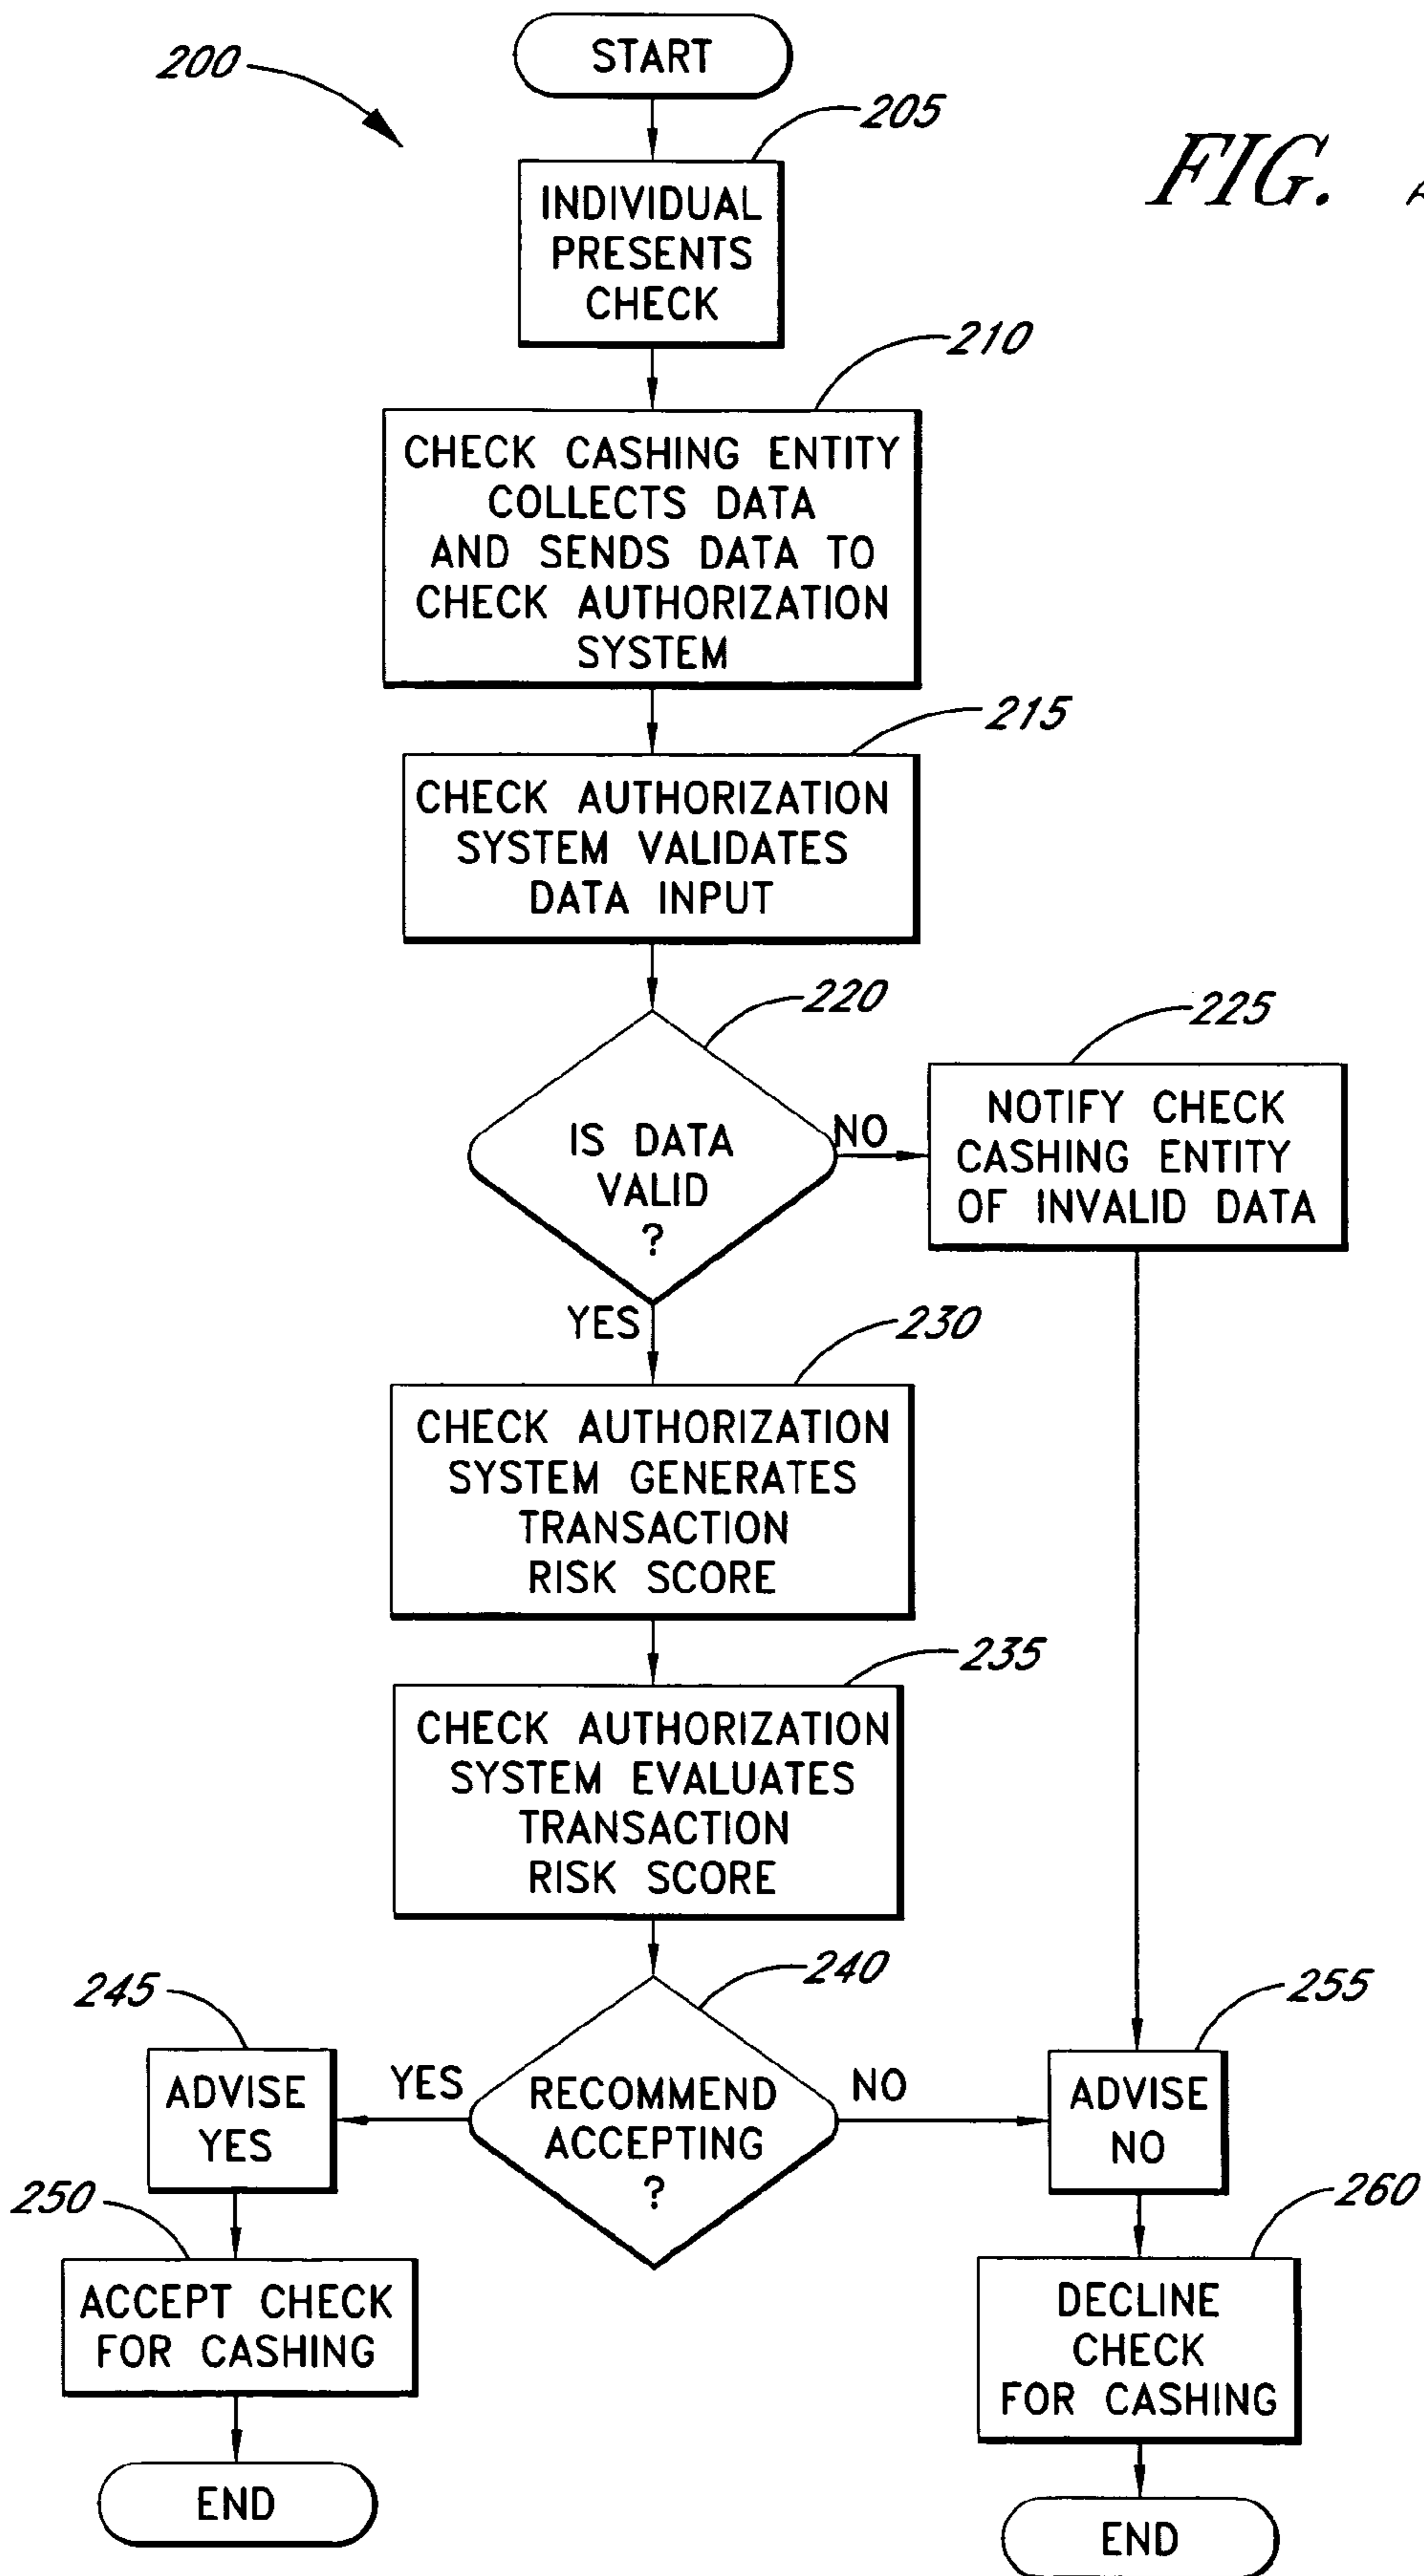 START
200
205
FIG.
INDIVIDUAL
PRESENTS
CHECK
210
CHECK CASHING ENTITY
COLLECTS DATA
AND SENDS DATA TO
CHECK AUTHORIZATION
SYSTEM
215
CHECK AUTHORIZATION
SYSTEM VALIDATES
DATA INPUT
220
225
IS DATA
VALID
?
NO
NOTIFY CHECK
CASHING ENTITY
OF INVALID DATA
YES
230
CHECK AUTHORIZATION
SYSTEM GENERATES
TRANSACTION
RISK SCORE
235
CHECK AUTHORIZATION
SYSTEM EVALUATES
TRANSACTION
RISK SCORE
240
245
255
ADVISE
YES
YES
RECOMMEND
ACCEPTING
?
NO
ADVISE
NO
250
260
ACCEPT CHECK
FOR CASHING
DECLINE
CHECK
FOR CASHING
END
END